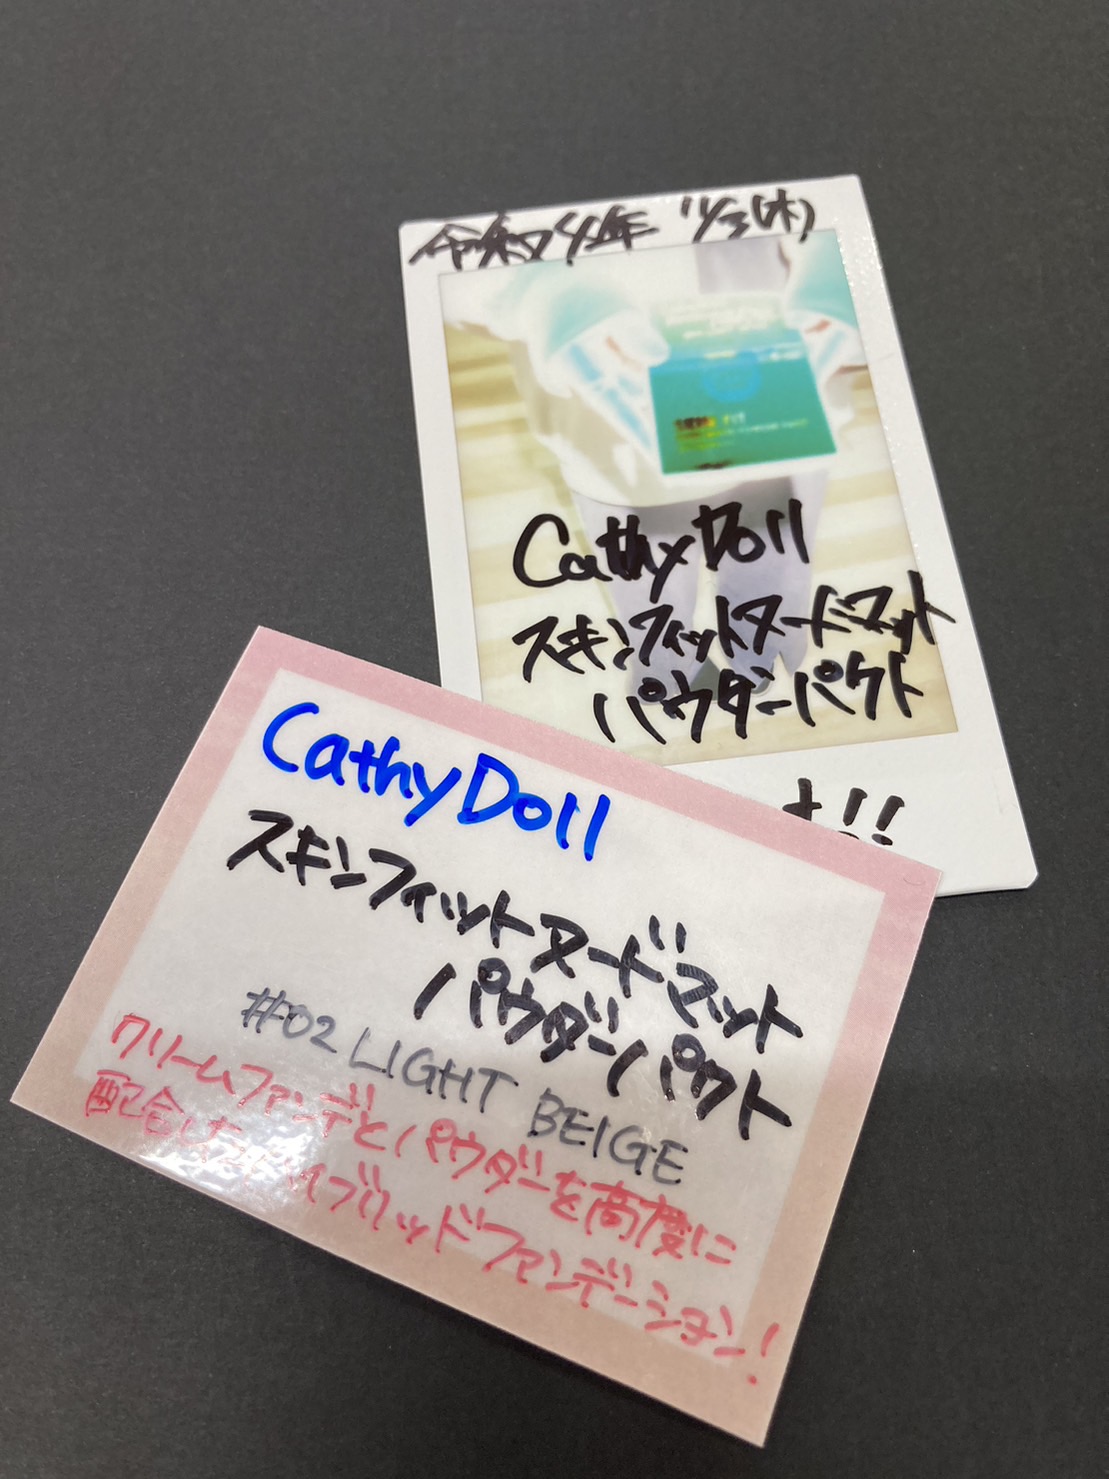 令和4年 11/3(木)
Cathy Doll
スキンフィットヌードマット
パウダーパクト
!!
Cathy Doll
スキンフィットヌードマット
パウダーパクト
#02 LIGHT BEIGE
クリームファンデとパウダーを高度に
配合したハイブリッドファンデーション!